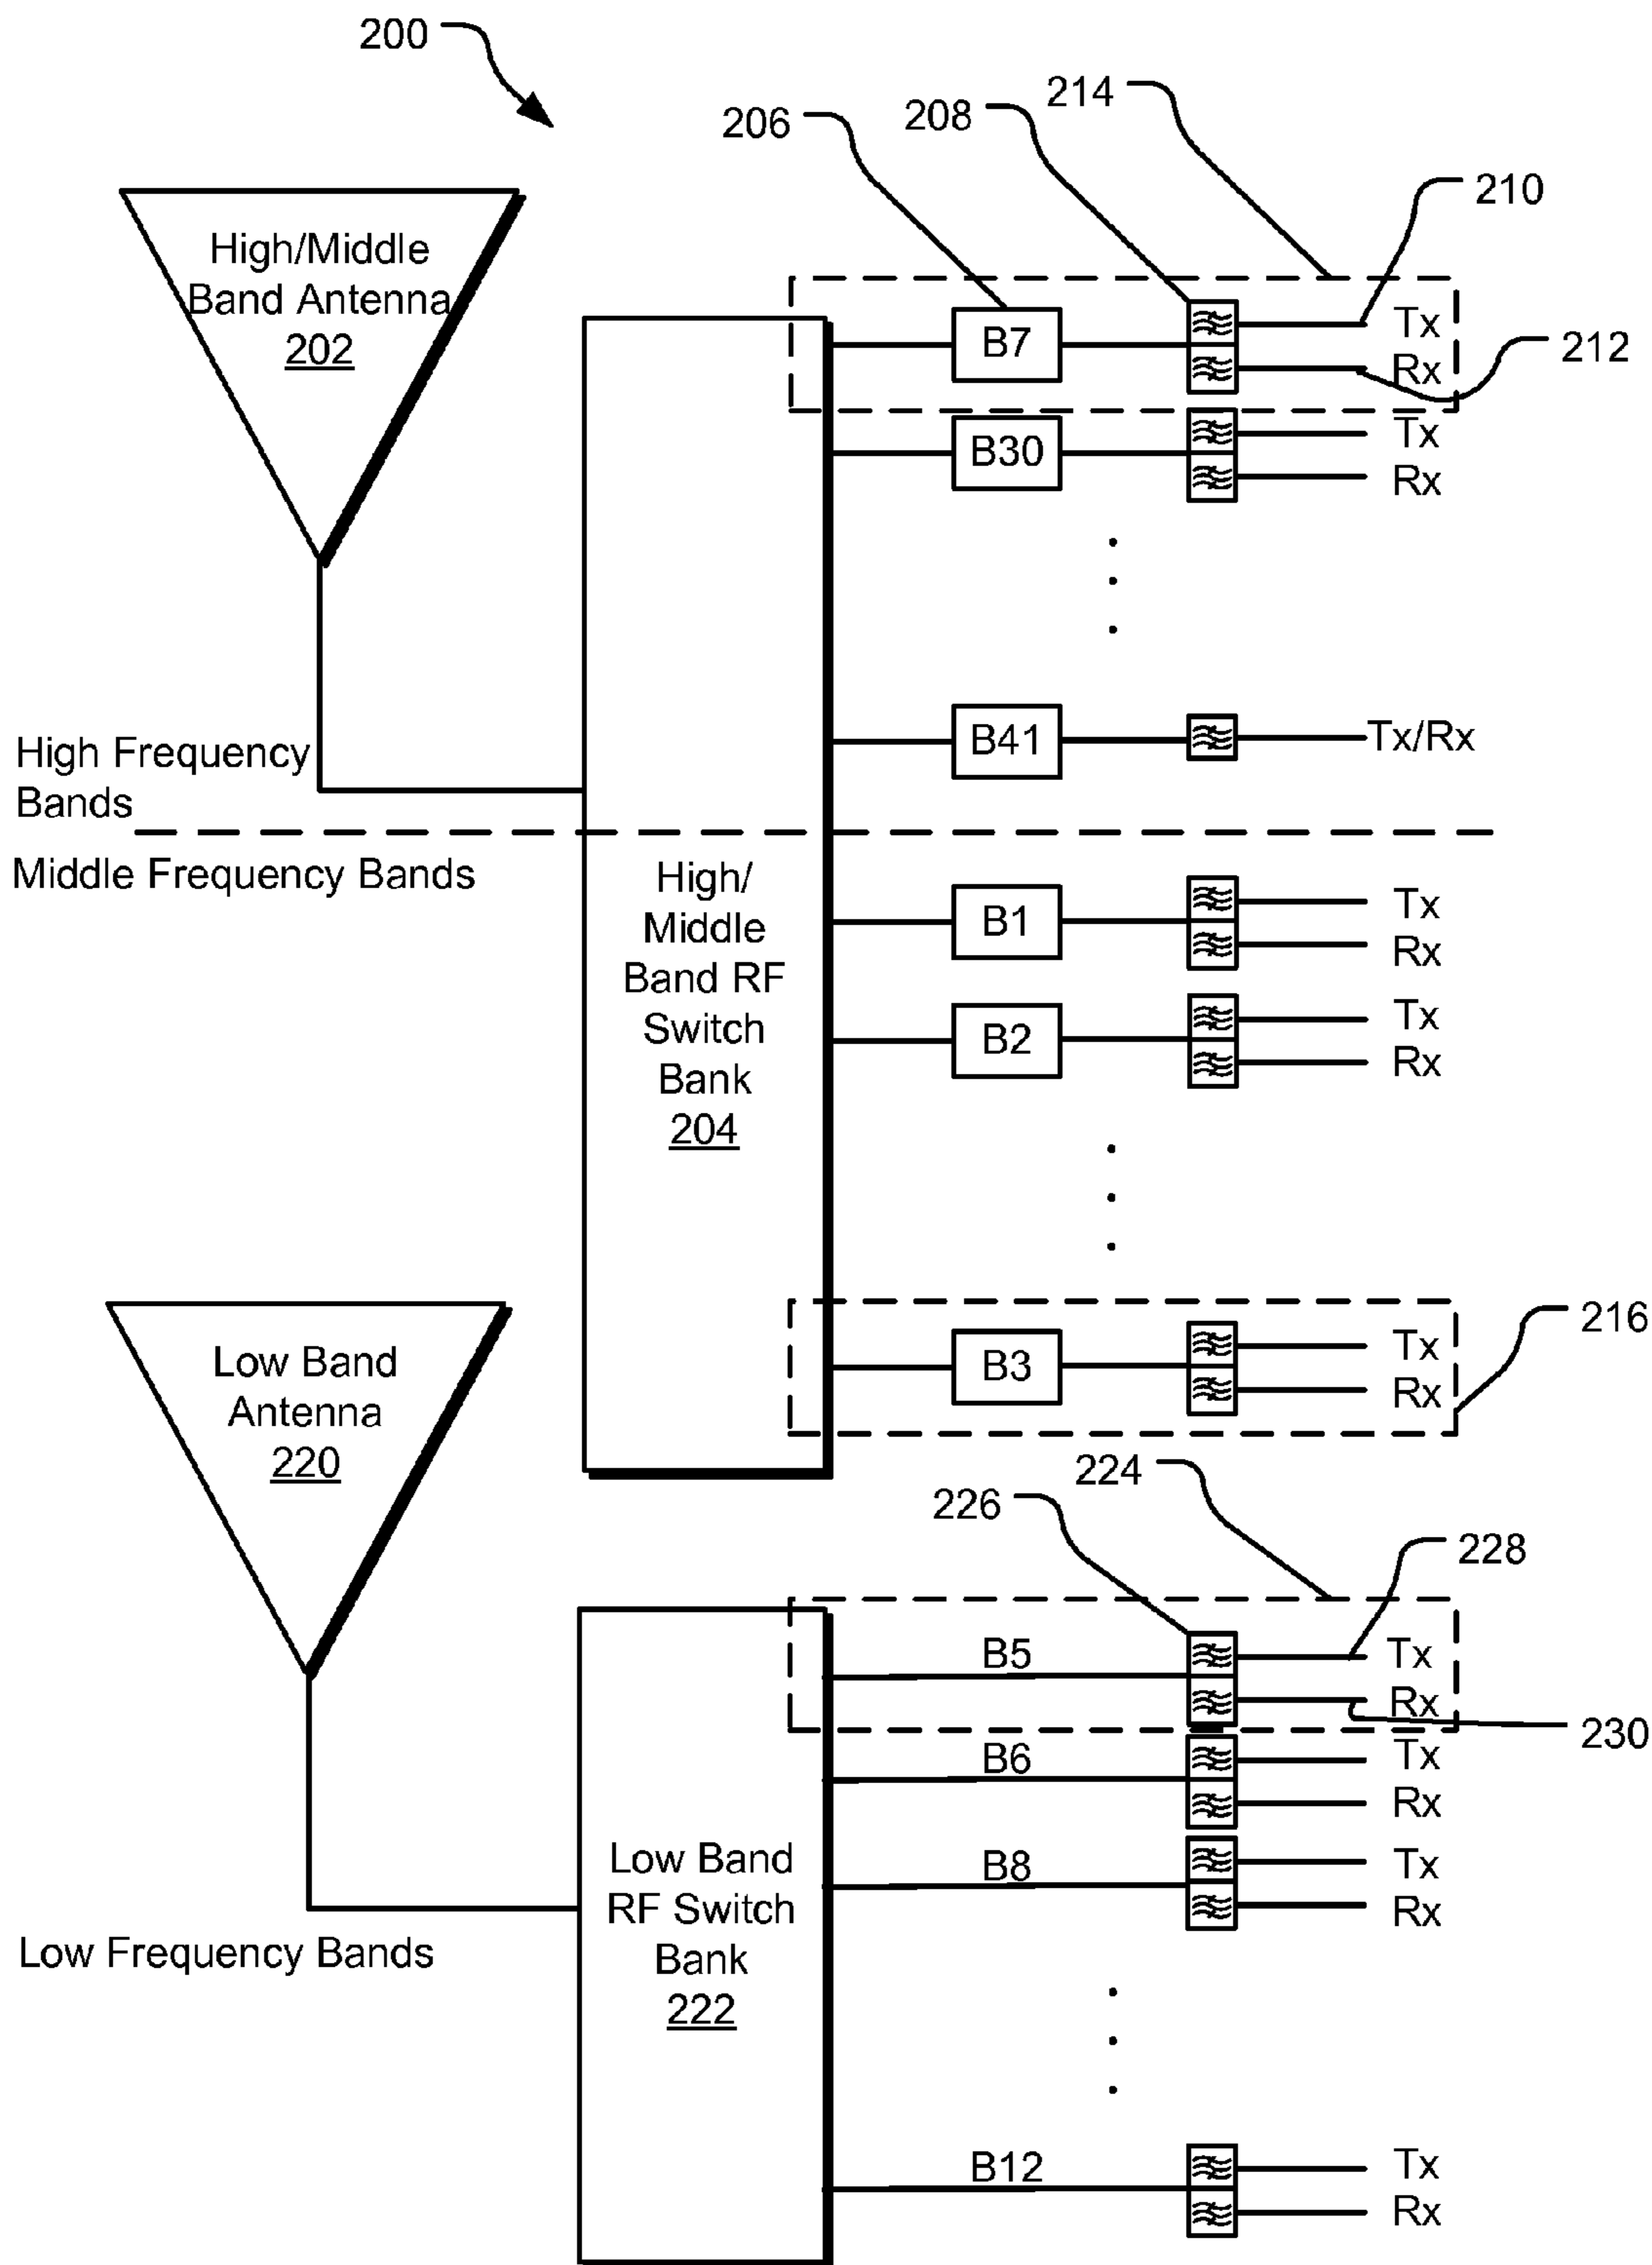 200
214
206
208
210
High/Middle
Band Antenna
202
B7
Tx
Rx
212
B30
Tx
Rx
B41
Tx/Rx
High Frequency
Bands
Middle Frequency Bands
High/
Middle
Band RF
Switch
Bank
204
B1
Tx
Rx
B2
Tx
Rx
B3
Tx
Rx
216
Low Band
Antenna
220
224
226
228
B5
Tx
Rx
230
B6
Tx
Rx
B8
Tx
Rx
Low Band
RF Switch
Bank
222
Low Frequency Bands
B12
Tx
Rx